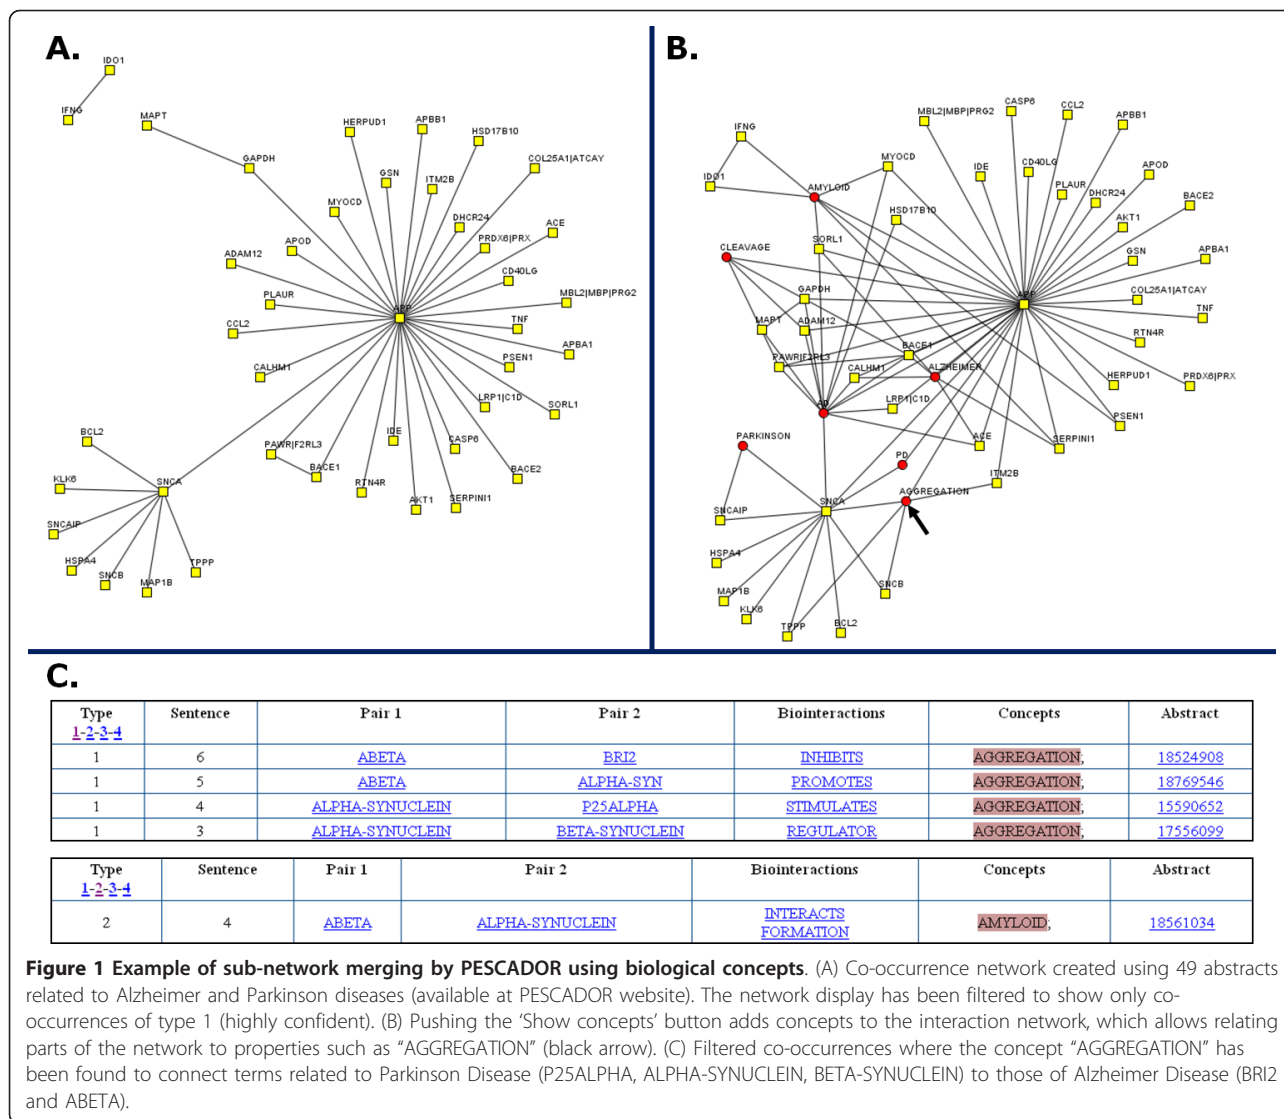 A.
IDO1
IFNG
MAPT
GAPDH
HERPUD1
APBB1
HSD17B10
COL25A1|ATCAY
GSN
ITM2B
MYOCD
DHCR24
ACE
PRDX6|PRX
APOD
ADAM12
CD40LG
PLAUR
MBL2|MBP|PRG2
APP
TNF
CCL2
APBA1
PSEN1
CALHM1
LRP1|C1D
SORL1
IDE
CASP6
PAWR|F2RL3
BACE1
BACE2
RTN4R
AKT1
SERPINI1
BCL2
KLK6
SNCA
SNCAIP
HSPA4
SNCB
MAP1B
TPPP
B.
CASP6
MBL2|MBP|PRG2
CCL2
APBB1
IFNG
MYOCD
IDE
CD40LG
APOD
IDO1
AMYLOID
PLAUR
DHCR24
BACE2
HSD17B10
AKT1
SORL1
CLEAVAGE
GSN
APBA1
GAPDH
APP
COL25A1|ATCAY
TNF
MAPT
ADAM12
RTN4R
BACE1
PAWR|F2RL3
CALHM1
ALZHEIMER
HERPUD1
PRDX6|PRX
AD
LRP1|C1D
PSEN1
PARKINSON
ACE
SERPINI1
PD
ITM2B
AGGREGATION
SNCA
SNCAIP
HSPA4
MAP1B
SNCB
KLK6
TPPP
BCL2
C.
Type Sentence Pair 1 Pair 2 Biointeractions Concepts Abstract
1-2-3-4
1 6 ABETA BRI2 INHIBITS AGGREGATION; 18524908
1 5 ABETA ALPHA-SYN PROMOTES AGGREGATION; 18769546
1 4 ALPHA-SYNUCLEIN P25ALPHA STIMULATES AGGREGATION; 15590652
1 3 ALPHA-SYNUCLEIN BETA-SYNUCLEIN REGULATOR AGGREGATION; 17556099
Type Sentence Pair 1 Pair 2 Biointeractions Concepts Abstract
1-2-3-4
2 4 ABETA ALPHA-SYNUCLEIN INTERACTS FORMATION AMYLOID; 18561034
Figure 1 Example of sub-network merging by PESCADOR using biological concepts. (A) Co-occurrence network created using 49 abstracts
related to Alzheimer and Parkinson diseases (available at PESCADOR website). The network display has been filtered to show only co-
occurrences of type 1 (highly confident). (B) Pushing the ‘Show concepts’ button adds concepts to the interaction network, which allows relating
parts of the network to properties such as “AGGREGATION” (black arrow). (C) Filtered co-occurrences where the concept “AGGREGATION” has
been found to connect terms related to Parkinson Disease (P25ALPHA, ALPHA-SYNUCLEIN, BETA-SYNUCLEIN) to those of Alzheimer Disease (BRI2
and ABETA).